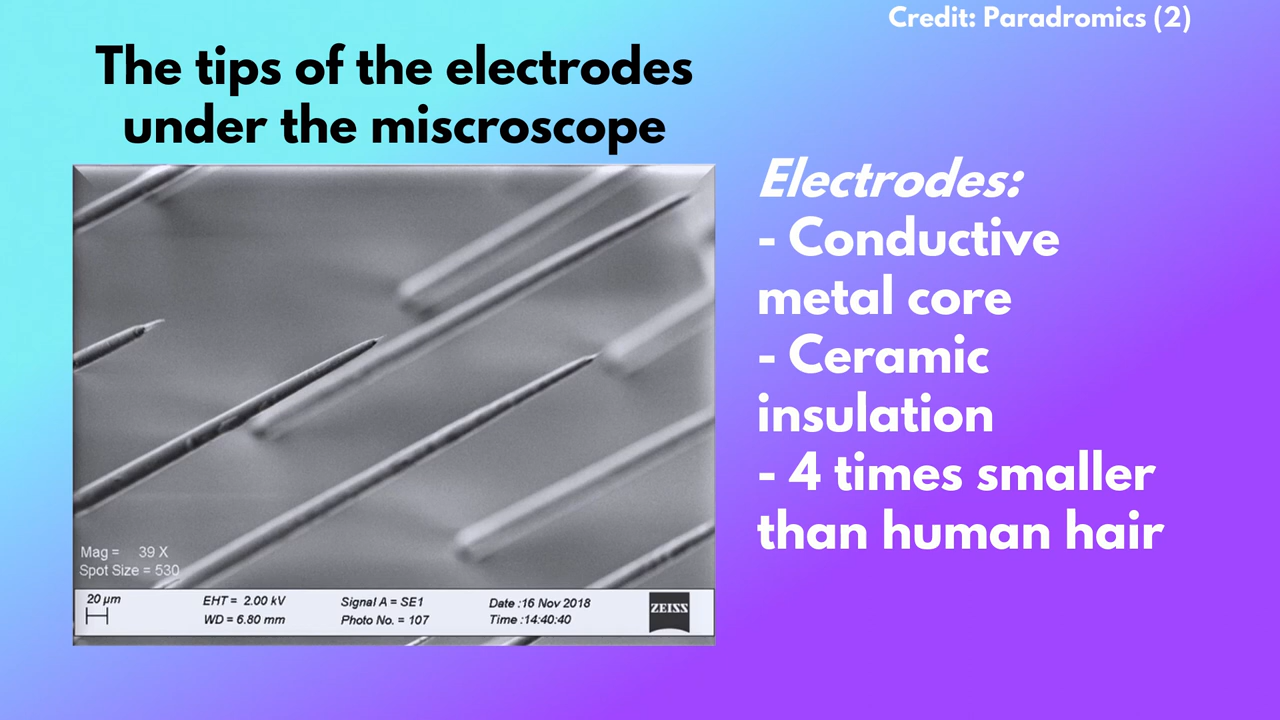 Credit: Paradromics (2)
The tips of the electrodes
under the miscroscope
Electrodes:
- Conductive
metal core
- Ceramic
insulation
- 4 times smaller
than human hair
Mag = 39 X
Spot Size = 530
20 µm
EHT = 2.00 kV
WD = 6.80 mm
Signal A = SE1
Photo No. = 107
Date :16 Nov 2018
Time :14:40:40
ZEISS